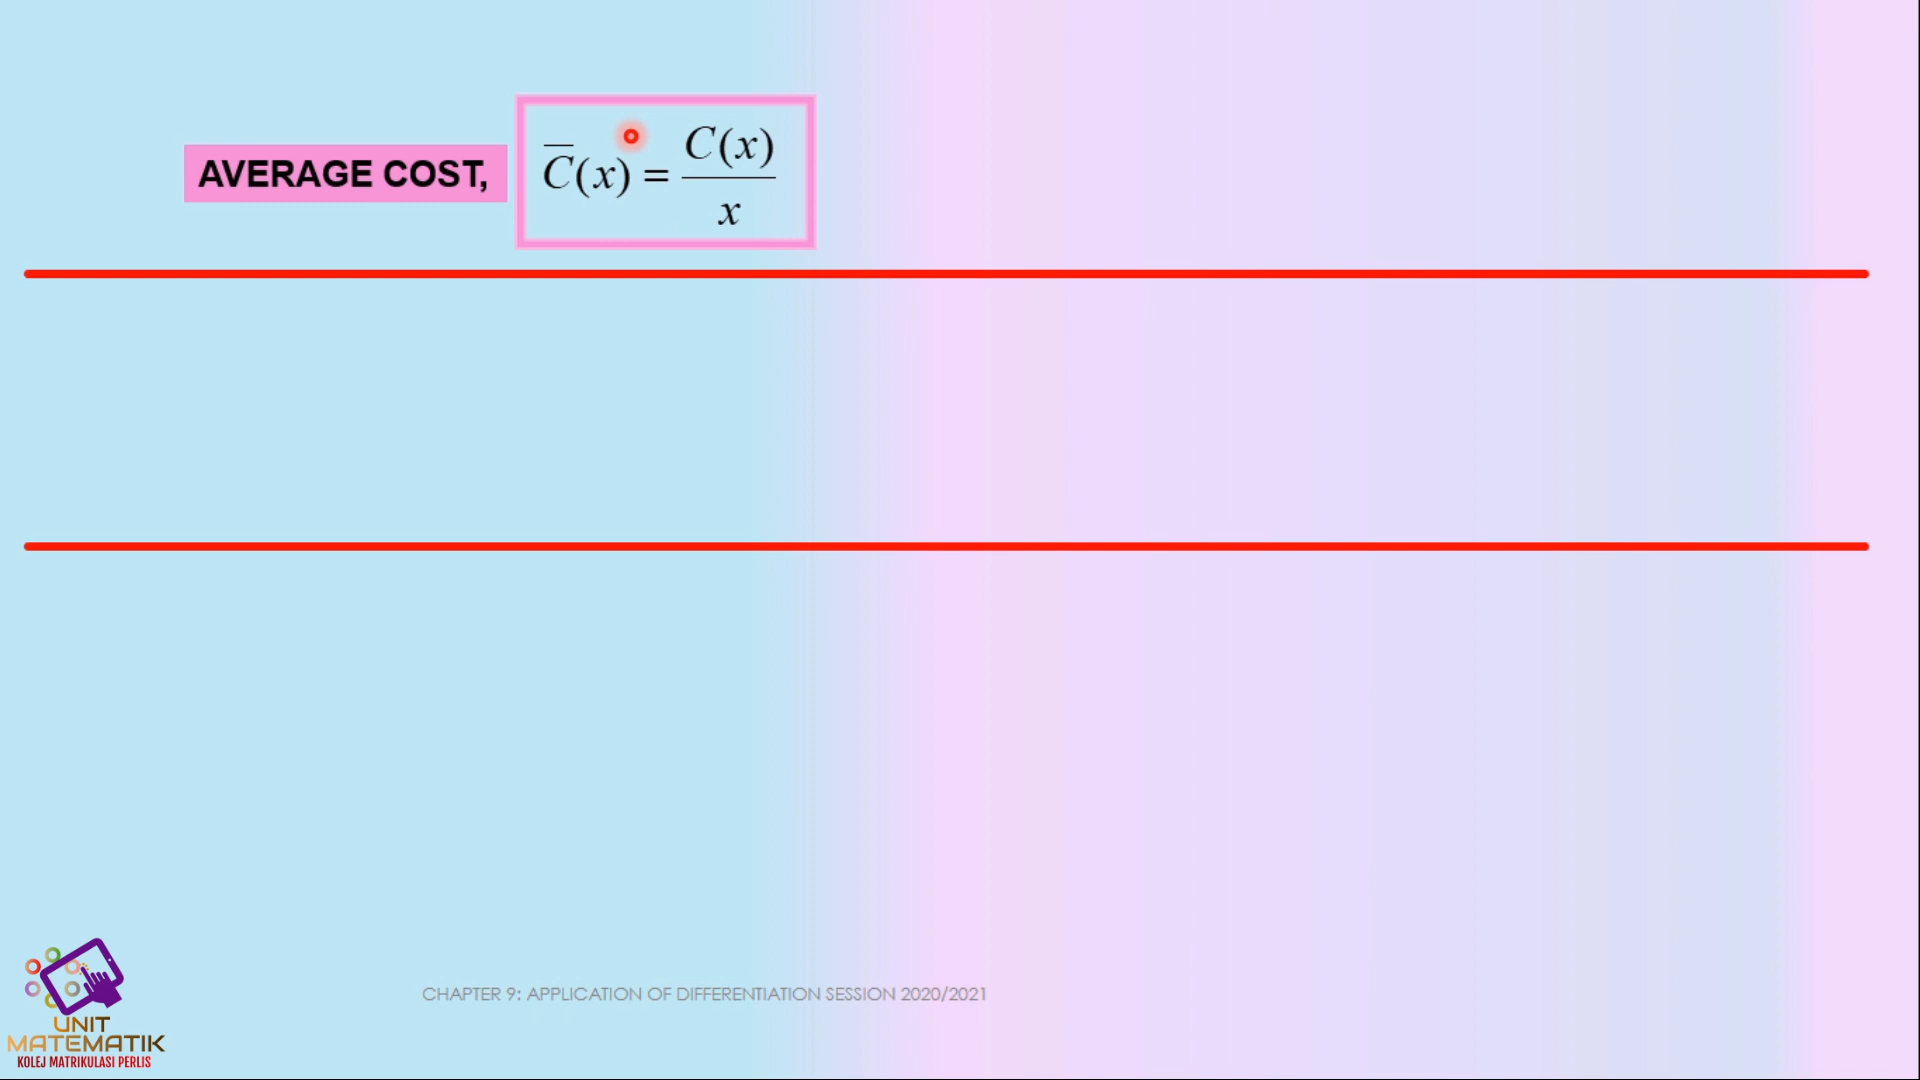 AVERAGE COST,
C̅(x) = C(x)/x
CHAPTER 9: APPLICATION OF DIFFERENTIATION SESSION 2020/2021
UNIT
MATEMATIK
KOLEJ MATRIKULASI PERLIS